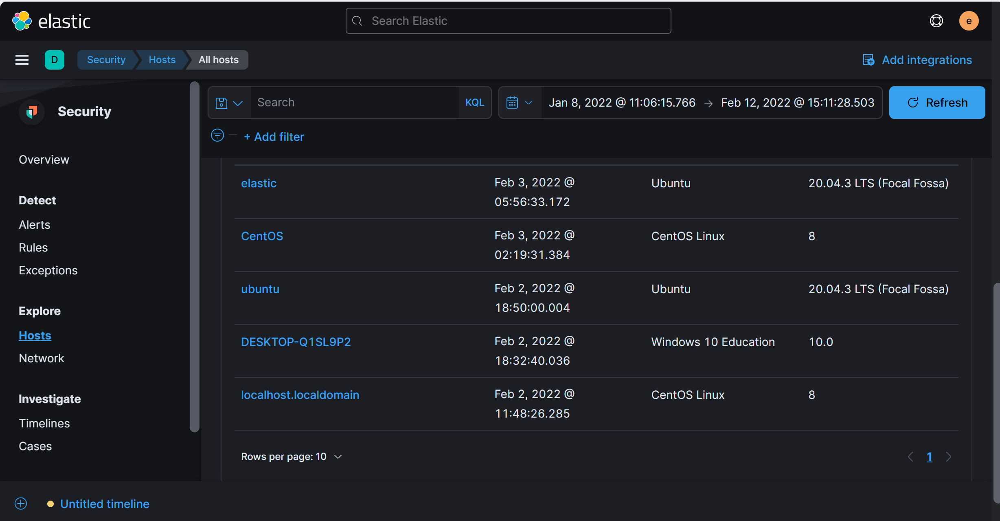 elastic
Search Elastic
e
D
Security
Hosts
All hosts
Add integrations
Security
Overview
Detect
Alerts
Rules
Exceptions
Explore
Hosts
Network
Investigate
Timelines
Cases
Search
KQL
Jan 8, 2022 @ 11:06:15.766 → Feb 12, 2022 @ 15:11:28.503
Refresh
+ Add filter
elastic
Feb 3, 2022 @
05:56:33.172
Ubuntu
20.04.3 LTS (Focal Fossa)
CentOS
Feb 3, 2022 @
02:19:31.384
CentOS Linux
8
ubuntu
Feb 2, 2022 @
18:50:00.004
Ubuntu
20.04.3 LTS (Focal Fossa)
DESKTOP-Q1SL9P2
Feb 2, 2022 @
18:32:40.036
Windows 10 Education
10.0
localhost.localdomain
Feb 2, 2022 @
11:48:26.285
CentOS Linux
8
Rows per page: 10
1
Untitled timeline